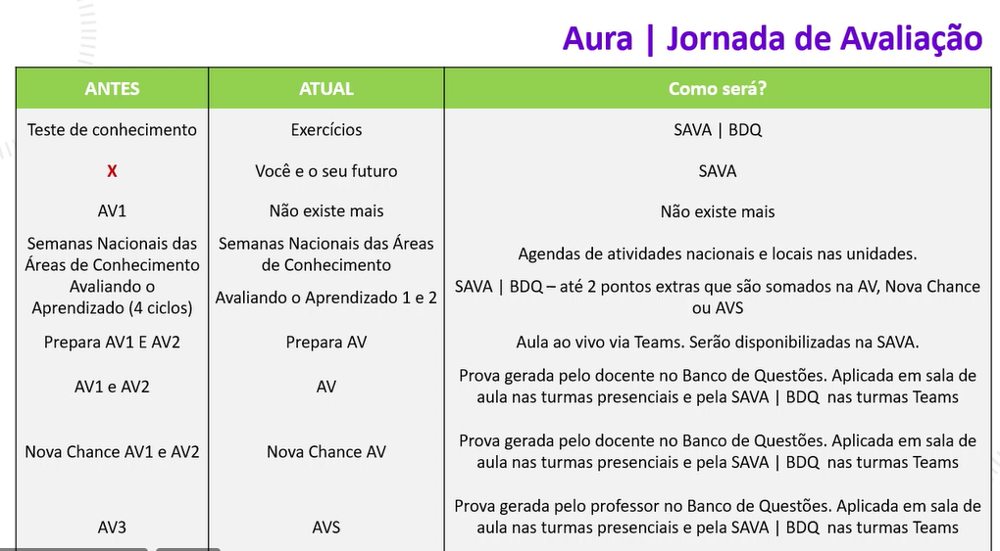 Aura | Jornada de Avaliação
ANTES
ATUAL
Como será?
Teste de conhecimento
Exercícios
SAVA | BDQ
X
Você e o seu futuro
SAVA
AV1
Não existe mais
Não existe mais
Semanas Nacionais das
Áreas de Conhecimento
Semanas Nacionais das Áreas
de Conhecimento
Agendas de atividades nacionais e locais nas unidades.
Avaliando o
Aprendizado (4 ciclos)
Avaliando o Aprendizado 1 e 2
SAVA | BDQ – até 2 pontos extras que são somados na AV, Nova Chance
ou AVS
Prepara AV1 E AV2
Prepara AV
Aula ao vivo via Teams. Serão disponibilizadas na SAVA.
AV1 e AV2
AV
Prova gerada pelo docente no Banco de Questões. Aplicada em sala de
aula nas turmas presenciais e pela SAVA | BDQ nas turmas Teams
Nova Chance AV1 e AV2
Nova Chance AV
Prova gerada pelo docente no Banco de Questões. Aplicada em sala de
aula nas turmas presenciais e pela SAVA | BDQ nas turmas Teams
AV3
AVS
Prova gerada pelo professor no Banco de Questões. Aplicada em sala de
aula nas turmas presenciais e pela SAVA | BDQ nas turmas Teams